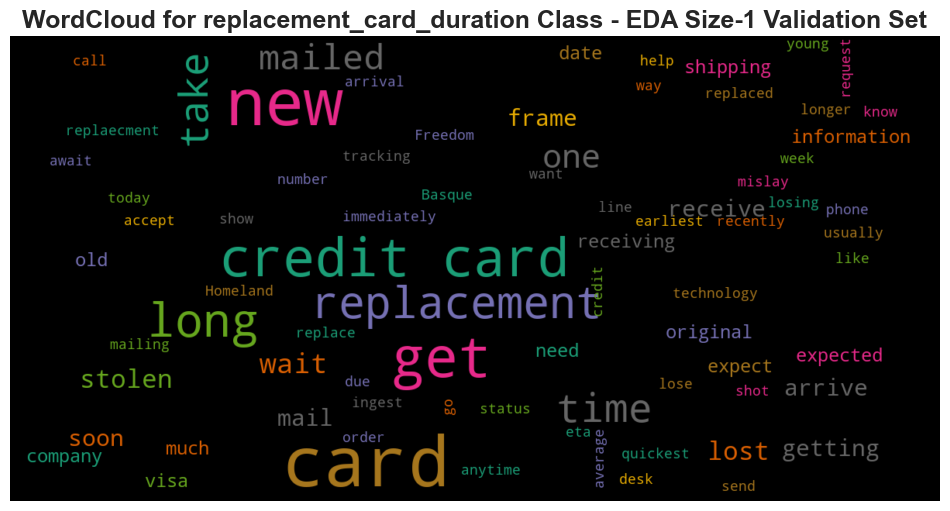 WordCloud for replacement_card_duration Class - EDA Size-1 Validation Set
call
take
mailed
arrival
new
date
help
shipping
way
replaced
young
request
longer
know
information
frame
one
want
week
replaecment
await
Freedom
tracking
number
Basque
today
accept
show
immediately
line
receive
mislay
losing
phone
earliest
recently
usually
like
receiving
credit card
old
Homeland
replacement
credit
technology
long
replace
original
mailing
wait
get
need
expect
expected
stolen
due
lose
shot
arrive
ingest
go
status
time
mail
soon
much
order
eta
average
quickest
lost
getting
company
card
anytime
visa
desk
send